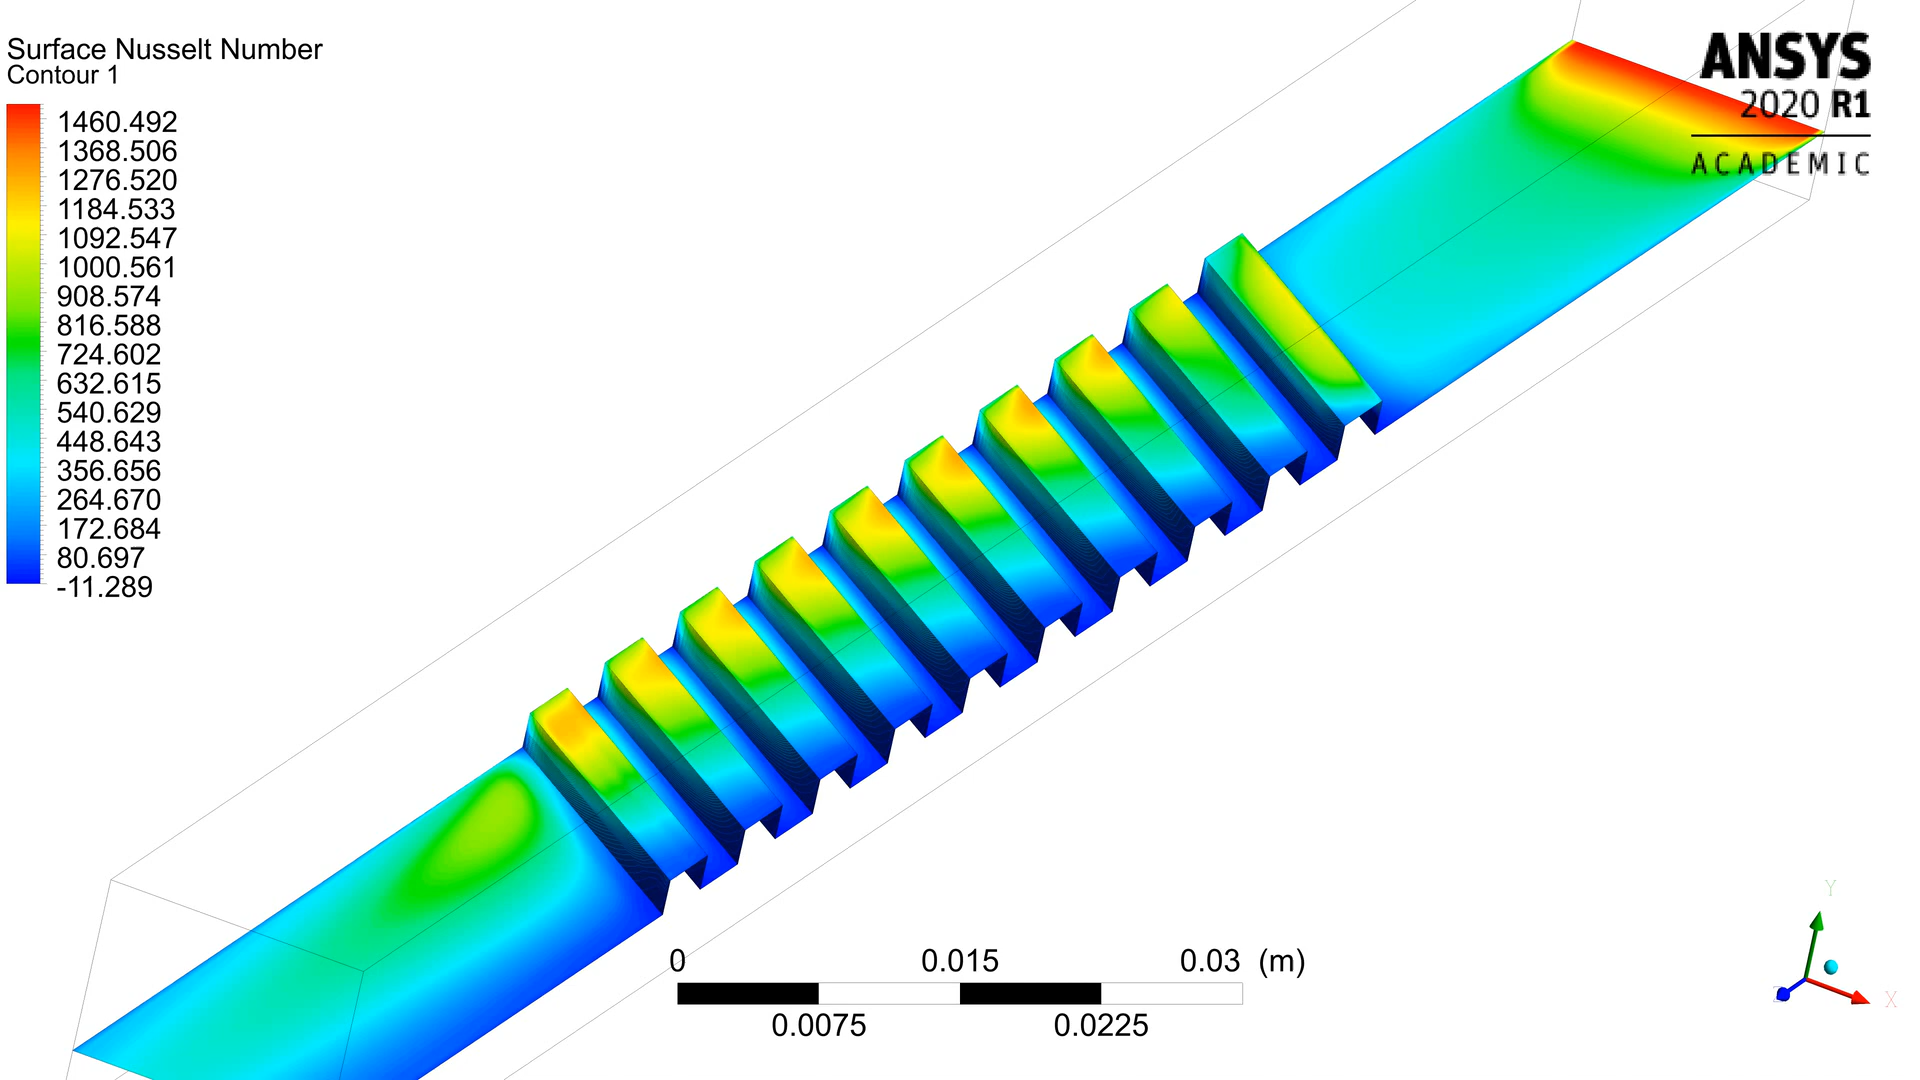 Surface Nusselt Number
Contour 1
1460.492
1368.506
1276.520
1184.533
1092.547
1000.561
908.574
816.588
724.602
632.615
540.629
448.643
356.656
264.670
172.684
80.697
-11.289
ANSYS
2020 R1
ACADEMIC
0 0.015 0.03 (m)
0.0075 0.0225
Y
X
Z